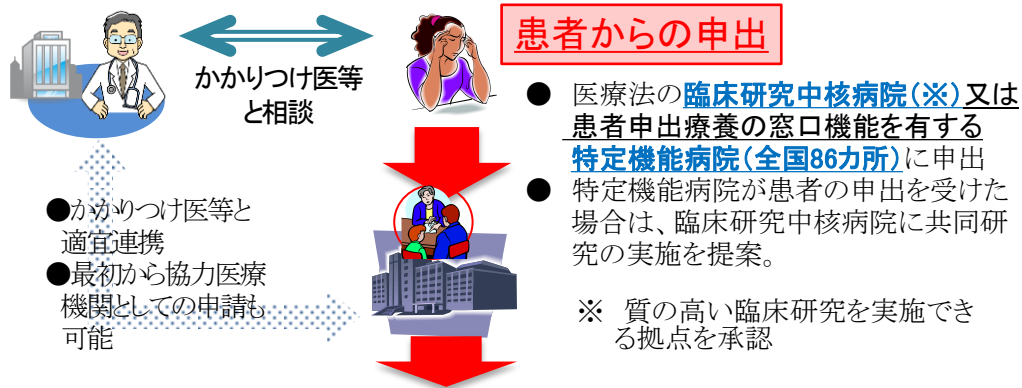 患者からの申出
かかりつけ医等
と相談
● 医療法の臨床研究中核病院(※)又は
患者申出療養の窓口機能を有する
特定機能病院(全国86カ所)に申出
● 特定機能病院が患者の申出を受けた
場合は、臨床研究中核病院に共同研
究の実施を提案。
※ 質の高い臨床研究を実施でき
る拠点を承認
●かかりつけ医等と
適宜連携
●最初から協力医療
機関としての申請も
可能